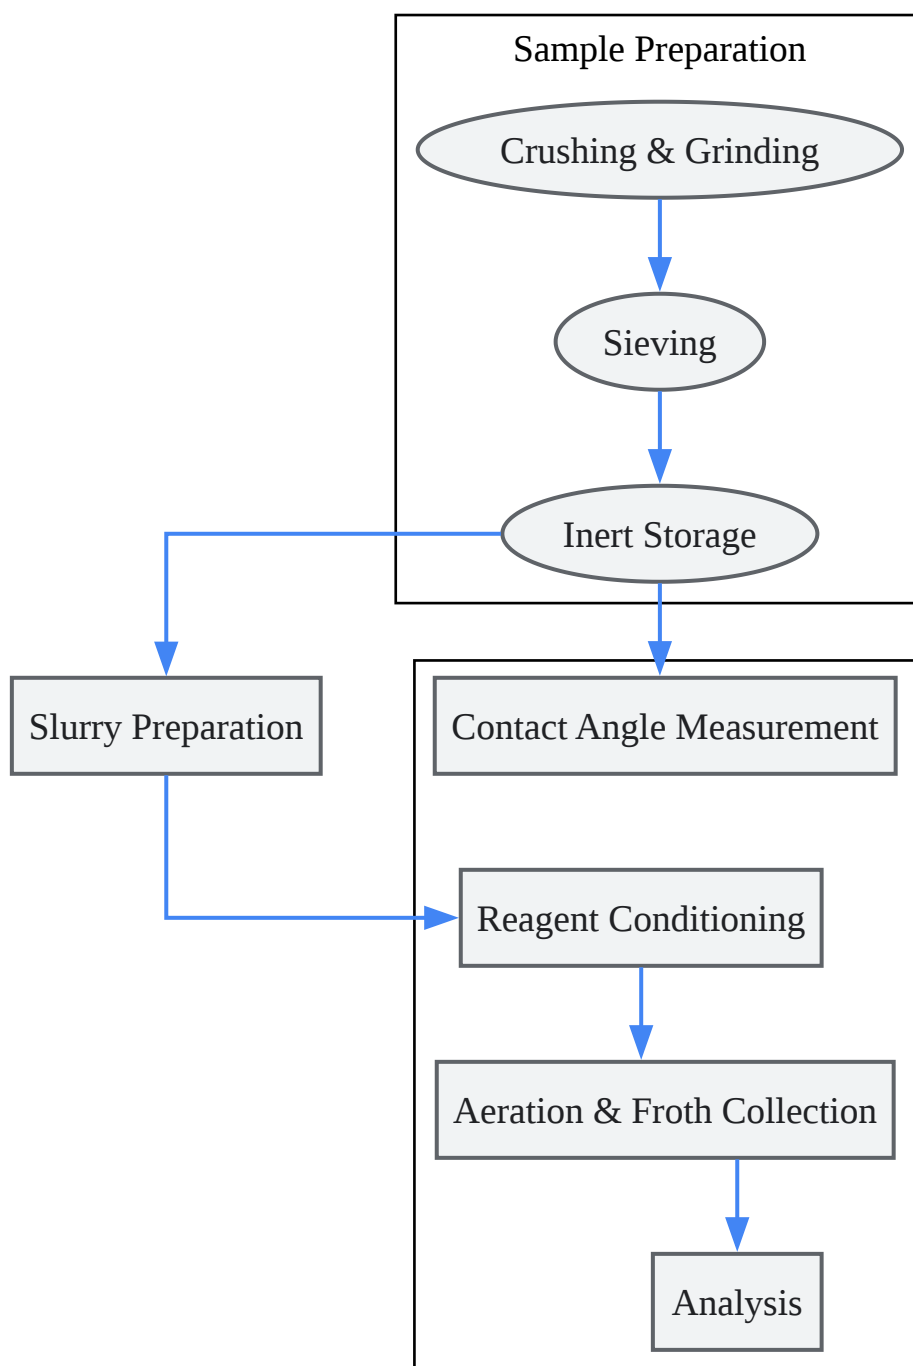 Sample Preparation
Crushing & Grinding
Sieving
Inert Storage
Slurry Preparation
Contact Angle Measurement
Reagent Conditioning
Aeration & Froth Collection
Analysis